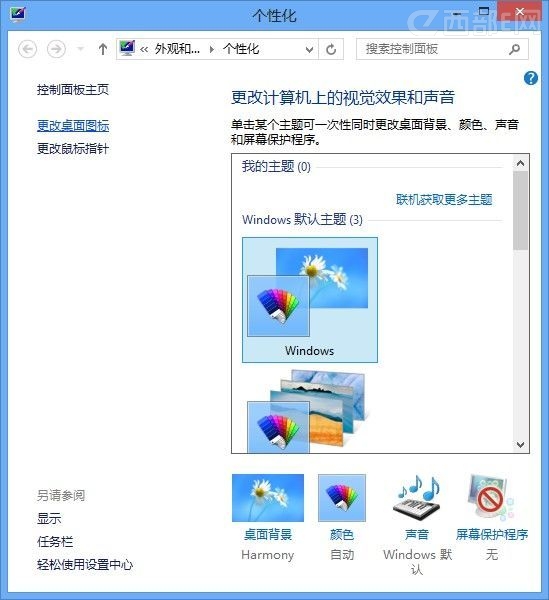 个性化
西部E网
«
外观和...
个性化
搜索控制面板
控制面板主页
更改桌面图标
更改鼠标指针
更改计算机上的视觉效果和声音
单击某个主题可一次性同时更改桌面背景、颜色、声音
和屏幕保护程序。
我的主题 (0)
联机获取更多主题
Windows 默认主题 (3)
Windows
另请参阅
显示
任务栏
轻松使用设置中心
桌面背景
Harmony
颜色
自动
声音
Windows 默
认
屏幕保护程序
无